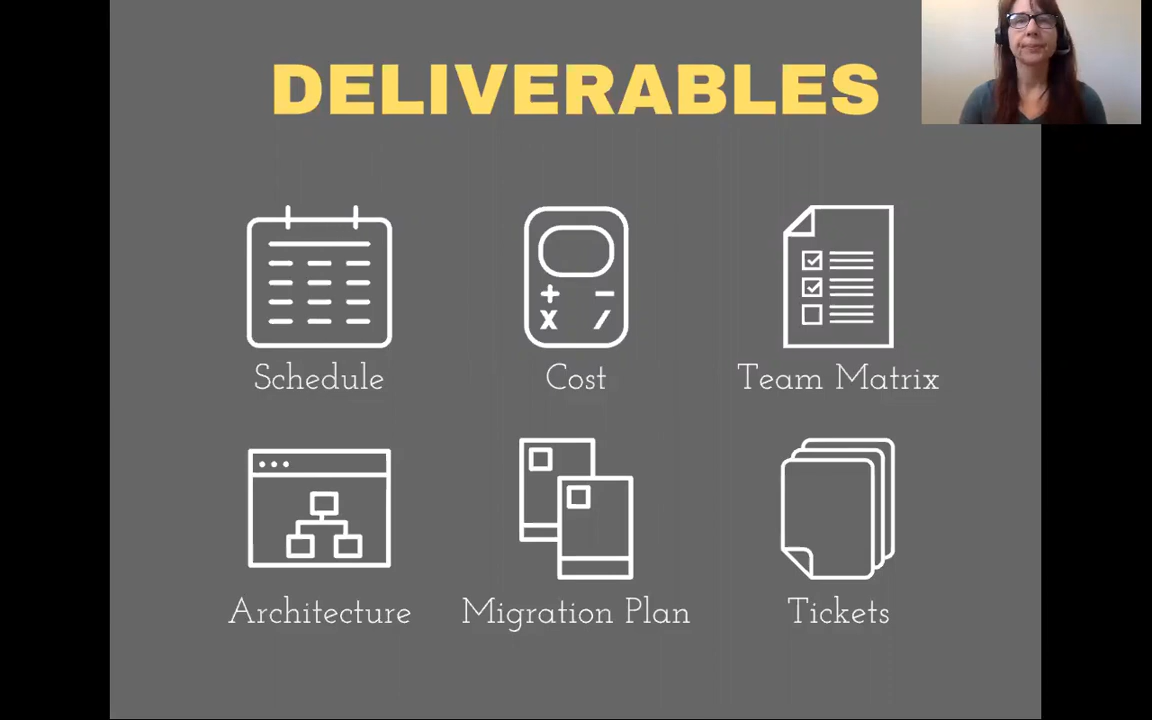 DELIVERABLES
Schedule
Cost
Team Matrix
Architecture
Migration Plan
Tickets